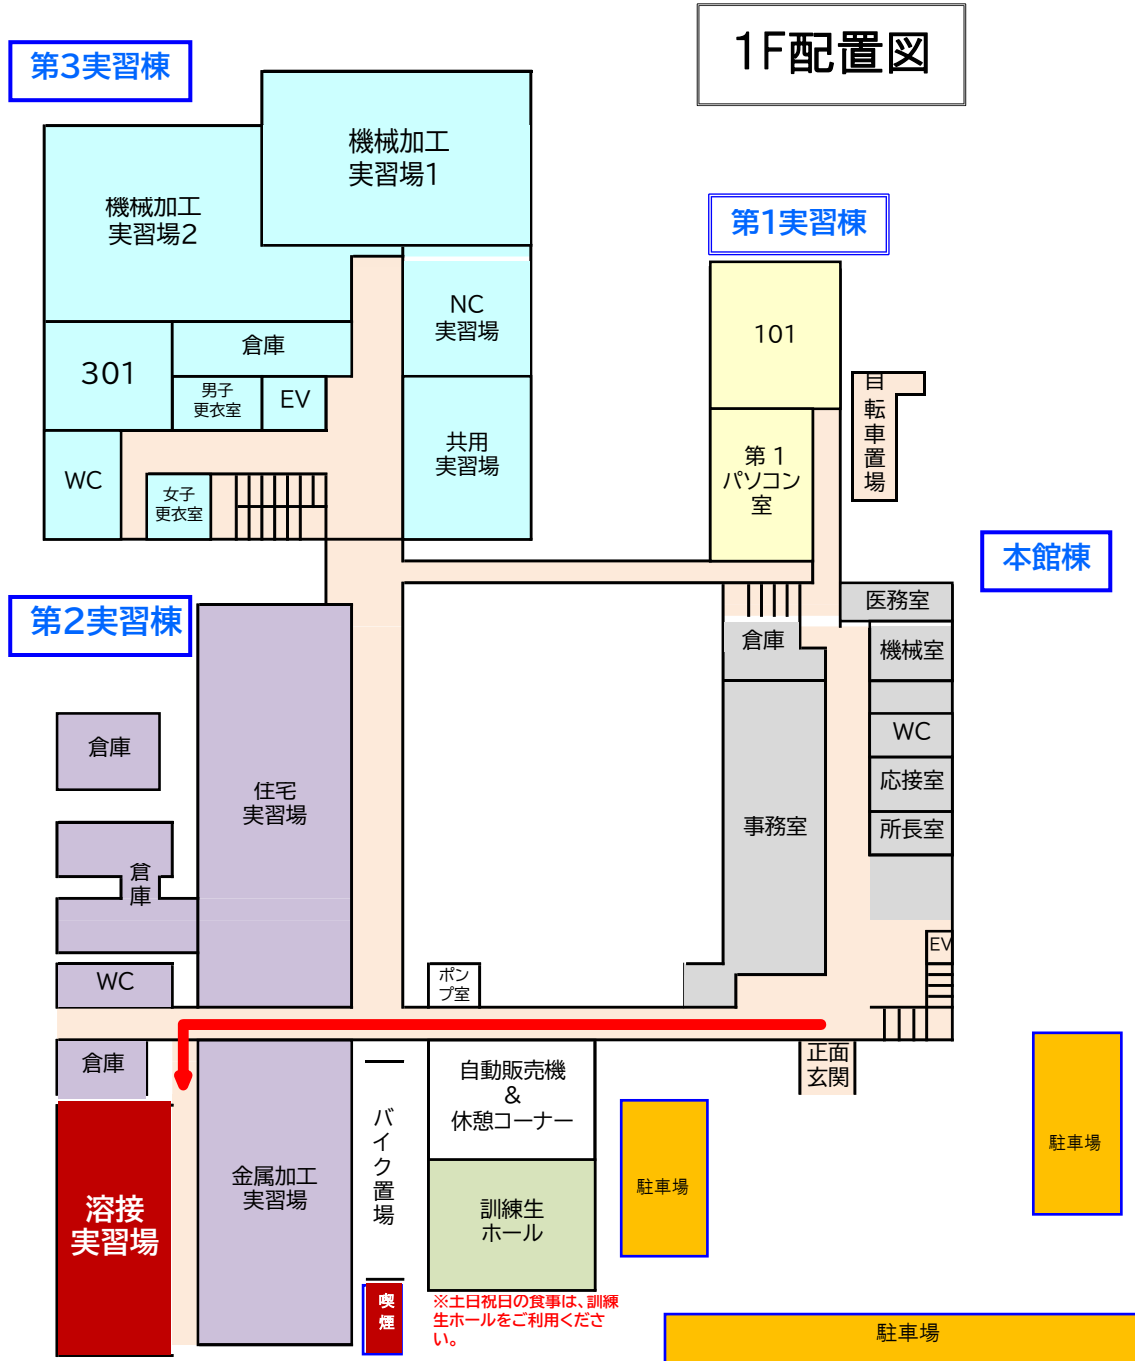 1F配置図
第3実習棟
機械加工
実習場1
機械加工
実習場2
第1実習棟
NC
実習場
101
倉庫
301
男子
更衣室
EV
自
転
車
置
場
共用
実習場
第 1
パソコン
室
WC
女子
更衣室
本館棟
第2実習棟
医務室
倉庫
機械室
WC
倉庫
住宅
実習場
応接室
事務室
所長室
倉
庫
EV
WC
ポン
プ室
倉庫
正面
玄関
自動販売機
&
休憩コーナー
バ
イ
ク
置
場
駐車場
駐車場
金属加工
実習場
溶接
実習場
訓練生
ホール
喫
煙
※土日祝日の食事は、訓練
生ホールをご利用くださ
い。
駐車場